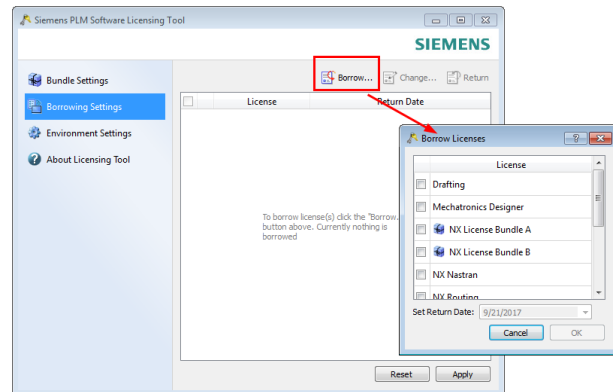 Siemens PLM Software Licensing Tool
SIEMENS
Bundle Settings
Borrowing Settings
Environment Settings
About Licensing Tool
Borrow... Change... Return
License Return Date
To borrow license(s) click the "Borrow.
button above. Currently nothing is
borrowed
Reset Apply
Borrow Licenses
License
Drafting
Mechatronics Designer
NX License Bundle A
NX License Bundle B
NX Nastran
NX Routing
Set Return Date: 9/21/2017
Cancel OK